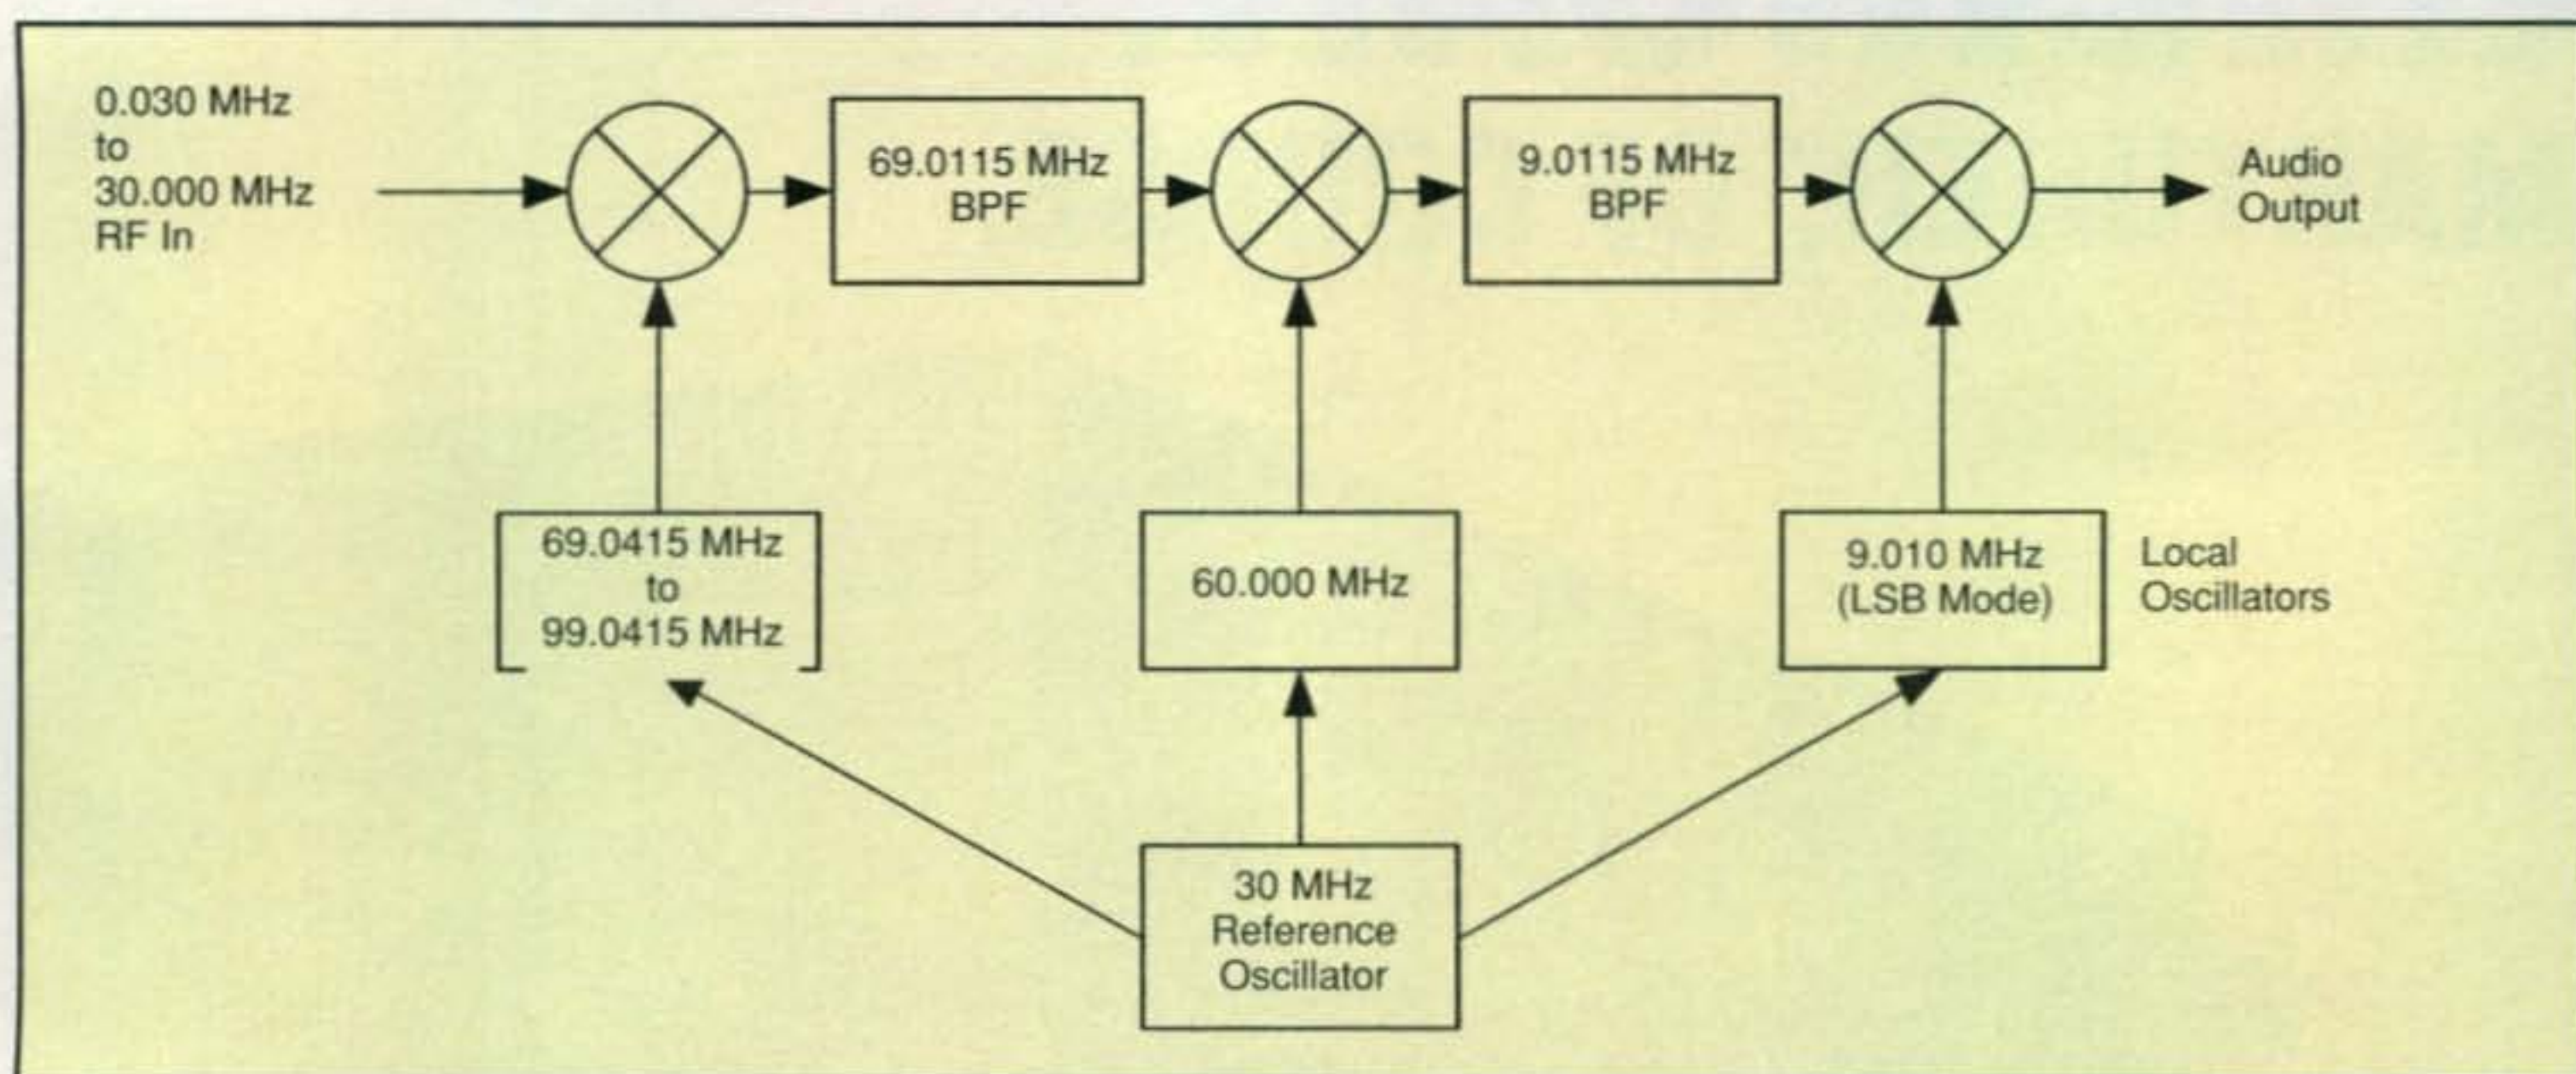 0.030 MHz
to
30.000 MHz
RF In
69.0115 MHz
BPF
9.0115 MHz
BPF
Audio
Output
69.0415 MHz
to
99.0415 MHz
60.000 MHz
9.010 MHz
(LSB Mode)
Local
Oscillators
30 MHz
Reference
Oscillator